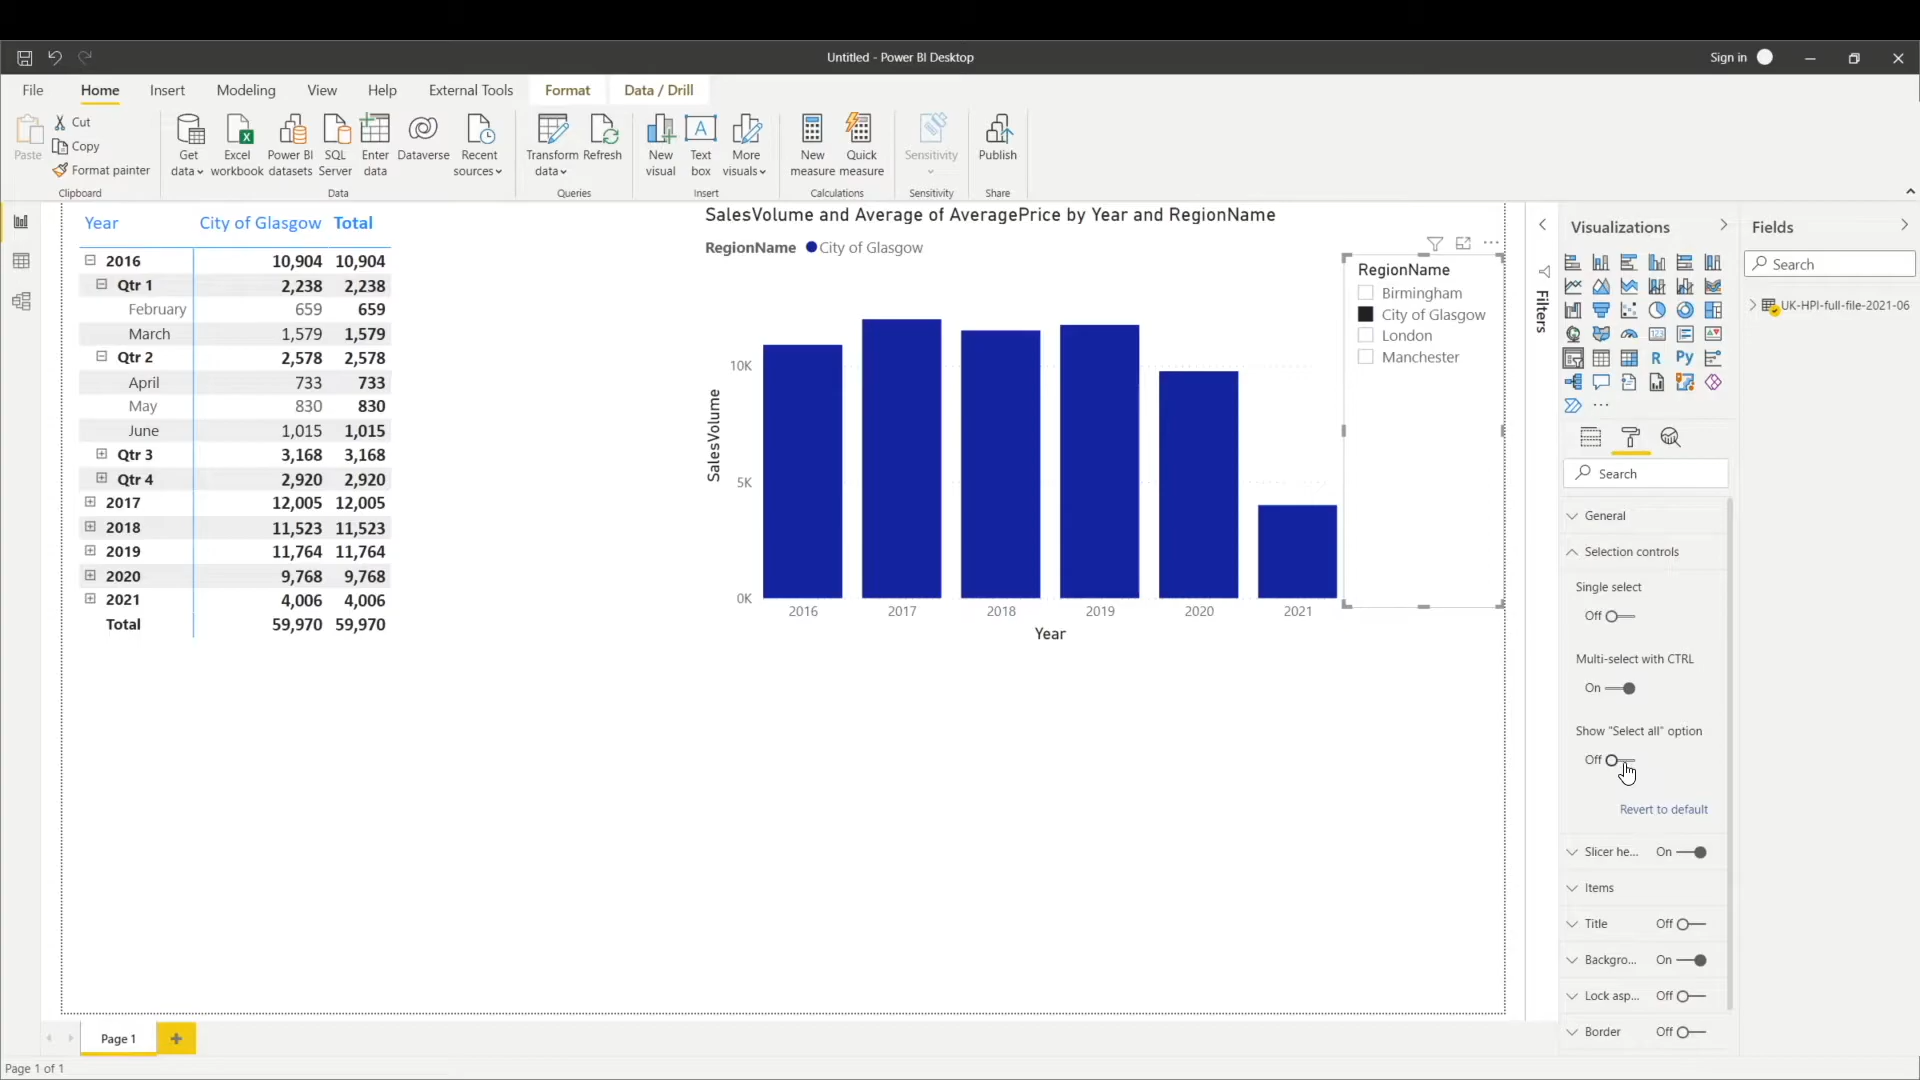 Untitled - Power BI Desktop
Sign in
File Home Insert Modeling View Help External Tools Format Data / Drill
Paste
Cut
Copy
Format painter
Clipboard
Get data
Excel workbook
Power BI datasets
SQL Server
Enter data
Dataverse
Recent sources
Data
Transform data
Refresh
Queries
New visual
Text box
More visuals
Insert
New measure
Quick measure
Calculations
Sensitivity
Sensitivity
Publish
Share
Year City of Glasgow Total
2016 10,904 10,904
Qtr 1 2,238 2,238
February 659 659
March 1,579 1,579
Qtr 2 2,578 2,578
April 733 733
May 830 830
June 1,015 1,015
Qtr 3 3,168 3,168
Qtr 4 2,920 2,920
2017 12,005 12,005
2018 11,523 11,523
2019 11,764 11,764
2020 9,768 9,768
2021 4,006 4,006
Total 59,970 59,970
SalesVolume and Average of AveragePrice by Year and RegionName
RegionName City of Glasgow
SalesVolume
10K
5K
0K
2016 2017 2018 2019 2020 2021
Year
RegionName
Birmingham
City of Glasgow
London
Manchester
Filters
Visualizations
R Py
Search
General
Selection controls
Single select
Off
Multi-select with CTRL
On
Show "Select all" option
Off
Revert to default
Slicer he... On
Items
Title Off
Backgro... On
Lock asp... Off
Border Off
Fields
Search
UK-HPI-full-file-2021-06
Page 1
Page 1 of 1